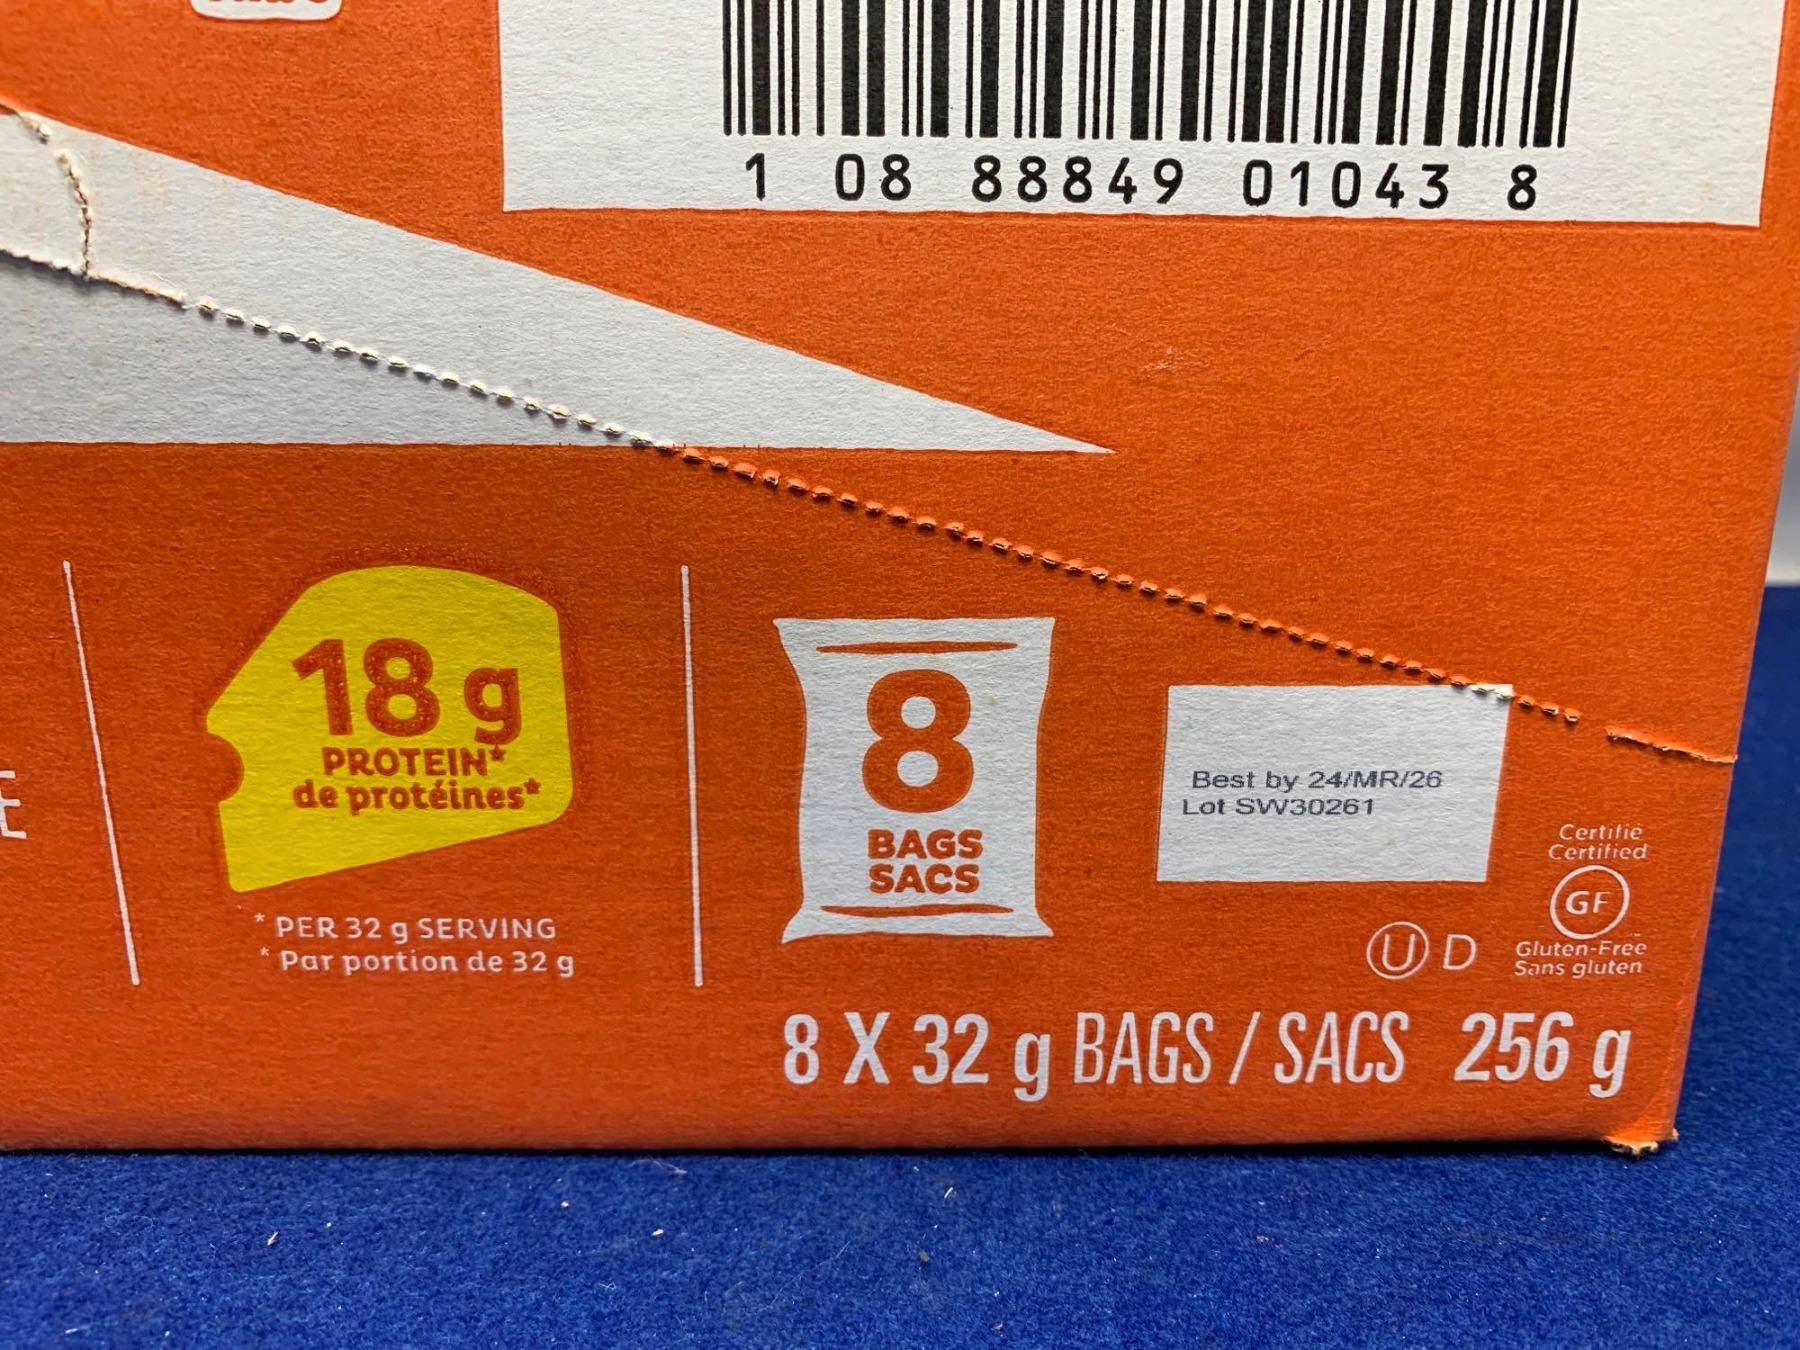 1 08 88849 01043 8
18 g
PROTEIN*
de protéines*
* PER 32 g SERVING
* Par portion de 32 g
8
BAGS
SACS
Best by 24/MR/26
Lot SW30261
Certifié
Certified
GF
Gluten-Free™
Sans gluten
U D
8 X 32 g BAGS / SACS 256 g